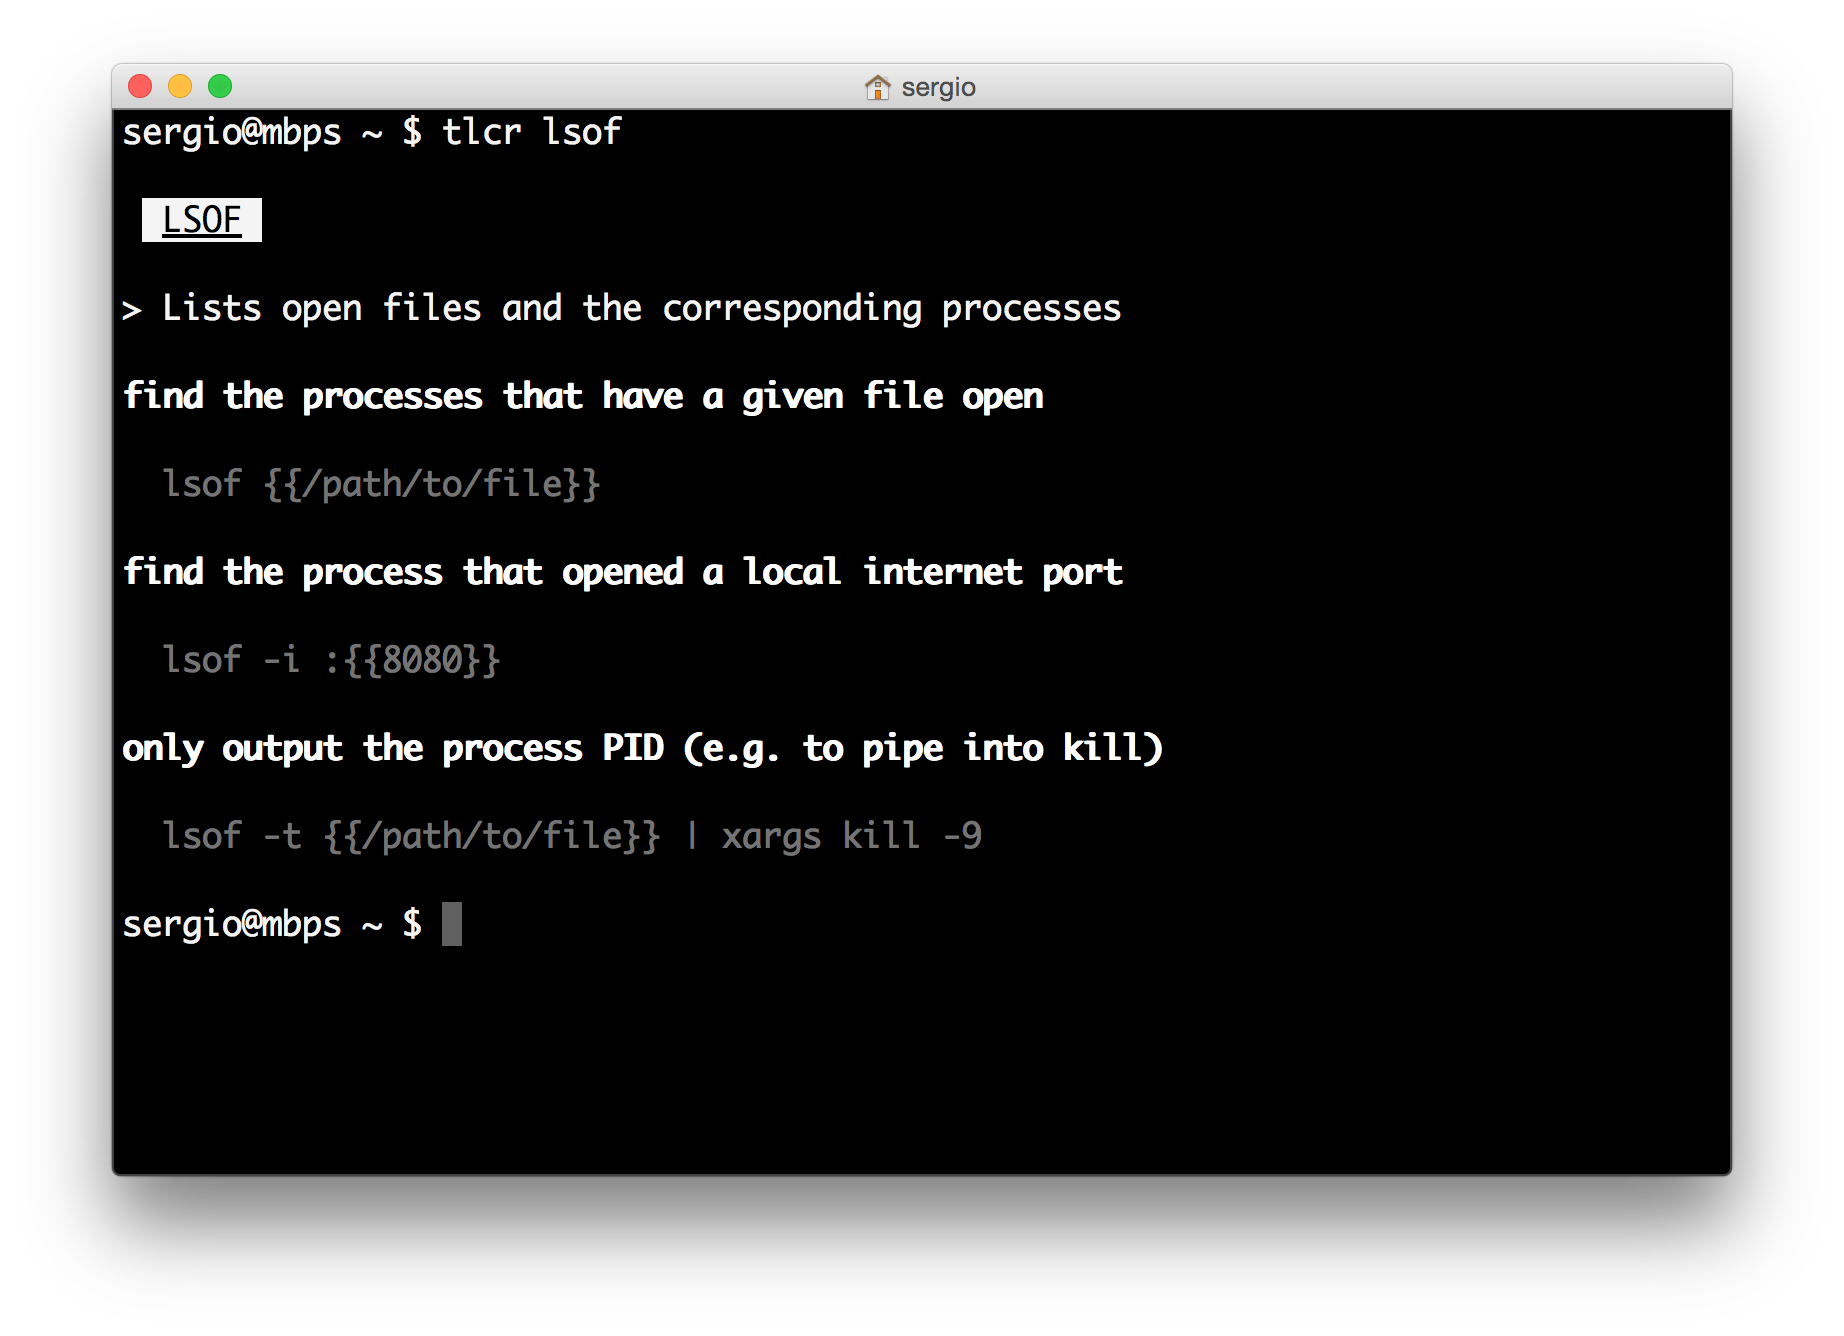 sergio
sergio@mbps ~ $ tlcr lsof
LSOF
> Lists open files and the corresponding processes
find the processes that have a given file open
lsof {{/path/to/file}}
find the process that opened a local internet port
lsof -i :{{8080}}
only output the process PID (e.g. to pipe into kill)
lsof -t {{/path/to/file}} | xargs kill -9
sergio@mbps ~ $